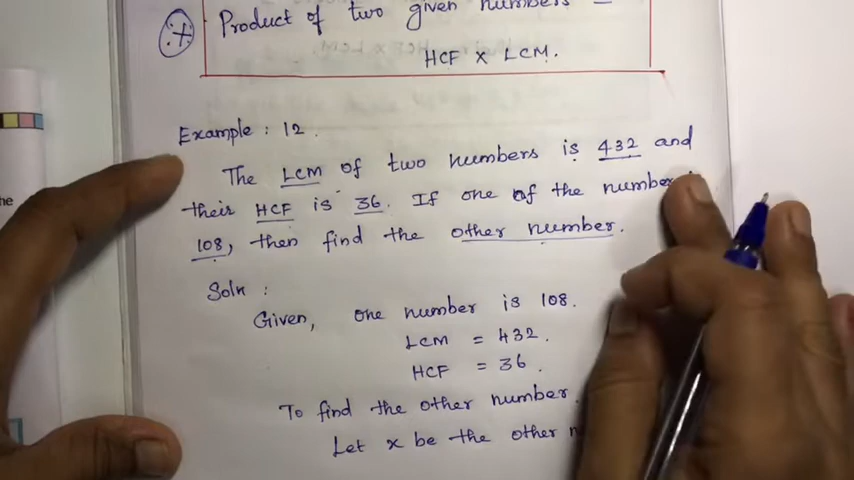 Product of two given numbers =
HCF x LCM.
Example : 12.
The LCM of two numbers is 432 and
their HCF is 36. If one of the number
108, then find the other number.
Soln :
Given, one number is 108.
LCM = 432.
HCF = 36.
To find the other number.
Let x be the other
he